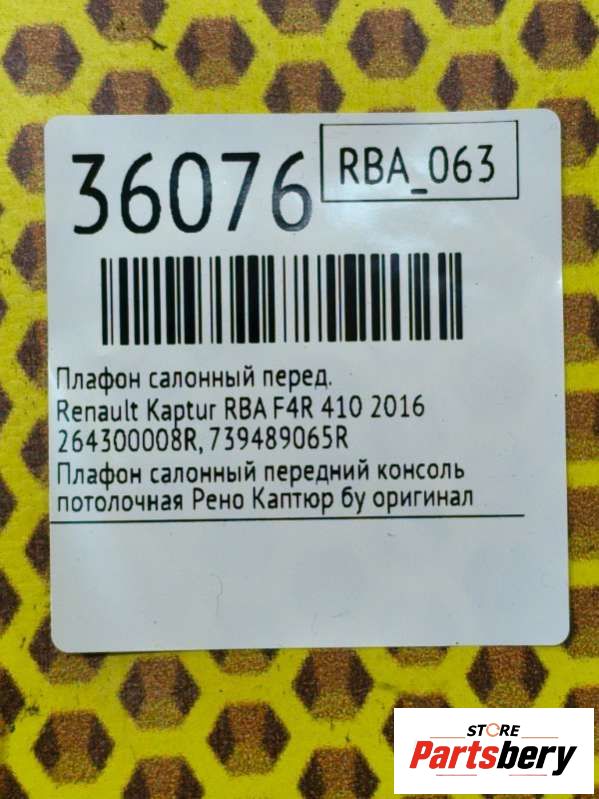 36076
RBA_063
Плафон салонный перед.
Renault Kaptur RBA F4R 410 2016
264300008R, 739489065R
Плафон салонный передний консоль
потолочная Рено Каптюр бу оригинал
STORE
Partsbery